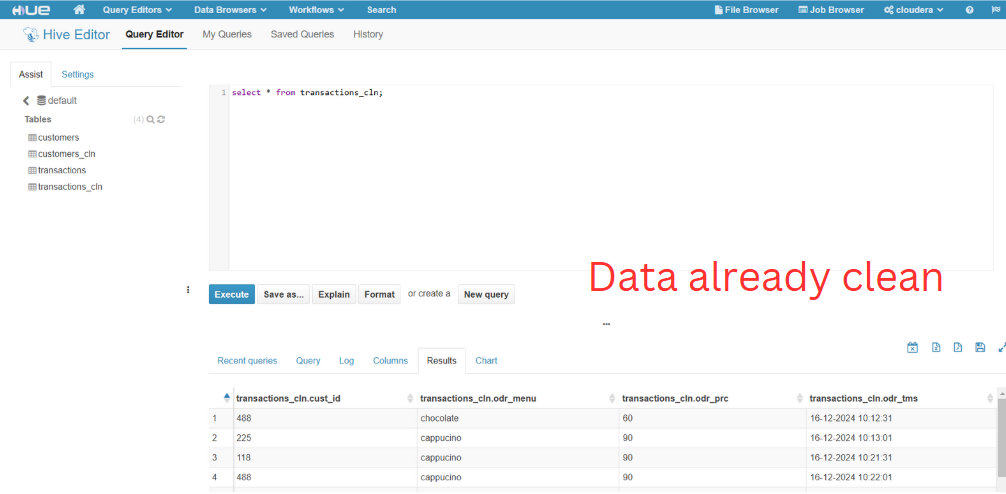 HUE Query Editors Data Browsers Workflows Search File Browser Job Browser cloudera
Hive Editor Query Editor My Queries Saved Queries History
Assist Settings
default
Tables (4)
customers
customers_cln
transactions
transactions_cln
1 select * from transactions_cln;
Data already clean
Execute Save as... Explain Format or create a New query
...
Recent queries Query Log Columns Results Chart
transactions_cln.cust_id transactions_cln.odr_menu transactions_cln.odr_prc transactions_cln.odr_tms
1 488 chocolate 60 16-12-2024 10:12:31
2 225 cappucino 90 16-12-2024 10:13:01
3 118 cappucino 90 16-12-2024 10:21:31
4 488 cappucino 90 16-12-2024 10:22:01